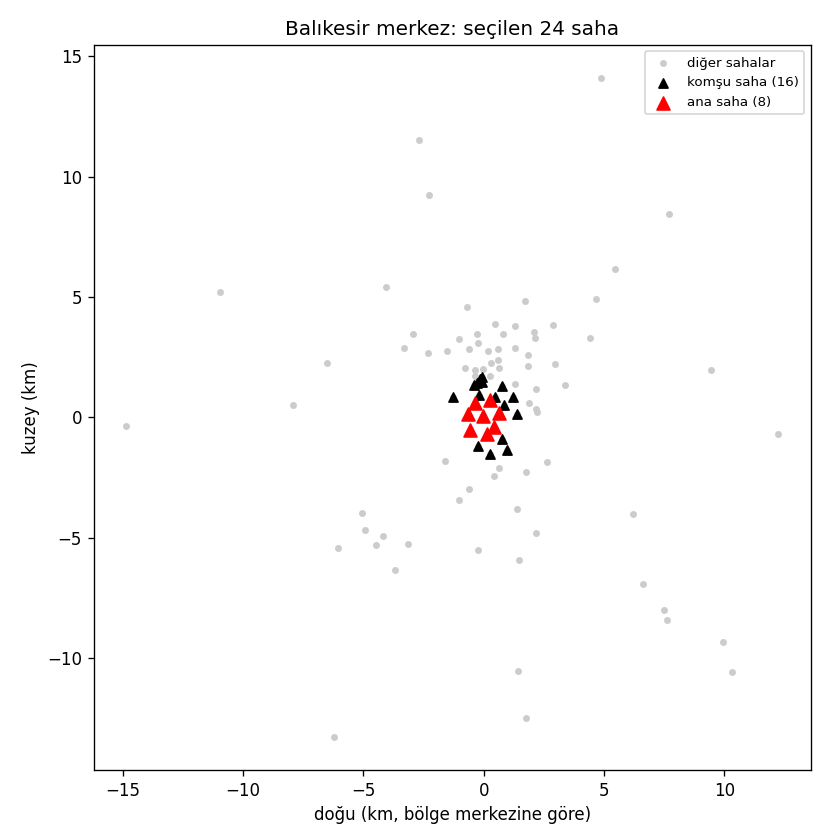 Balıkesir merkez: seçilen 24 saha
diğer sahalar
komşu saha (16)
ana saha (8)
kuzey (km)
15
10
5
0
−5
−10
−15
−10
−5
0
5
10
doğu (km, bölge merkezine göre)